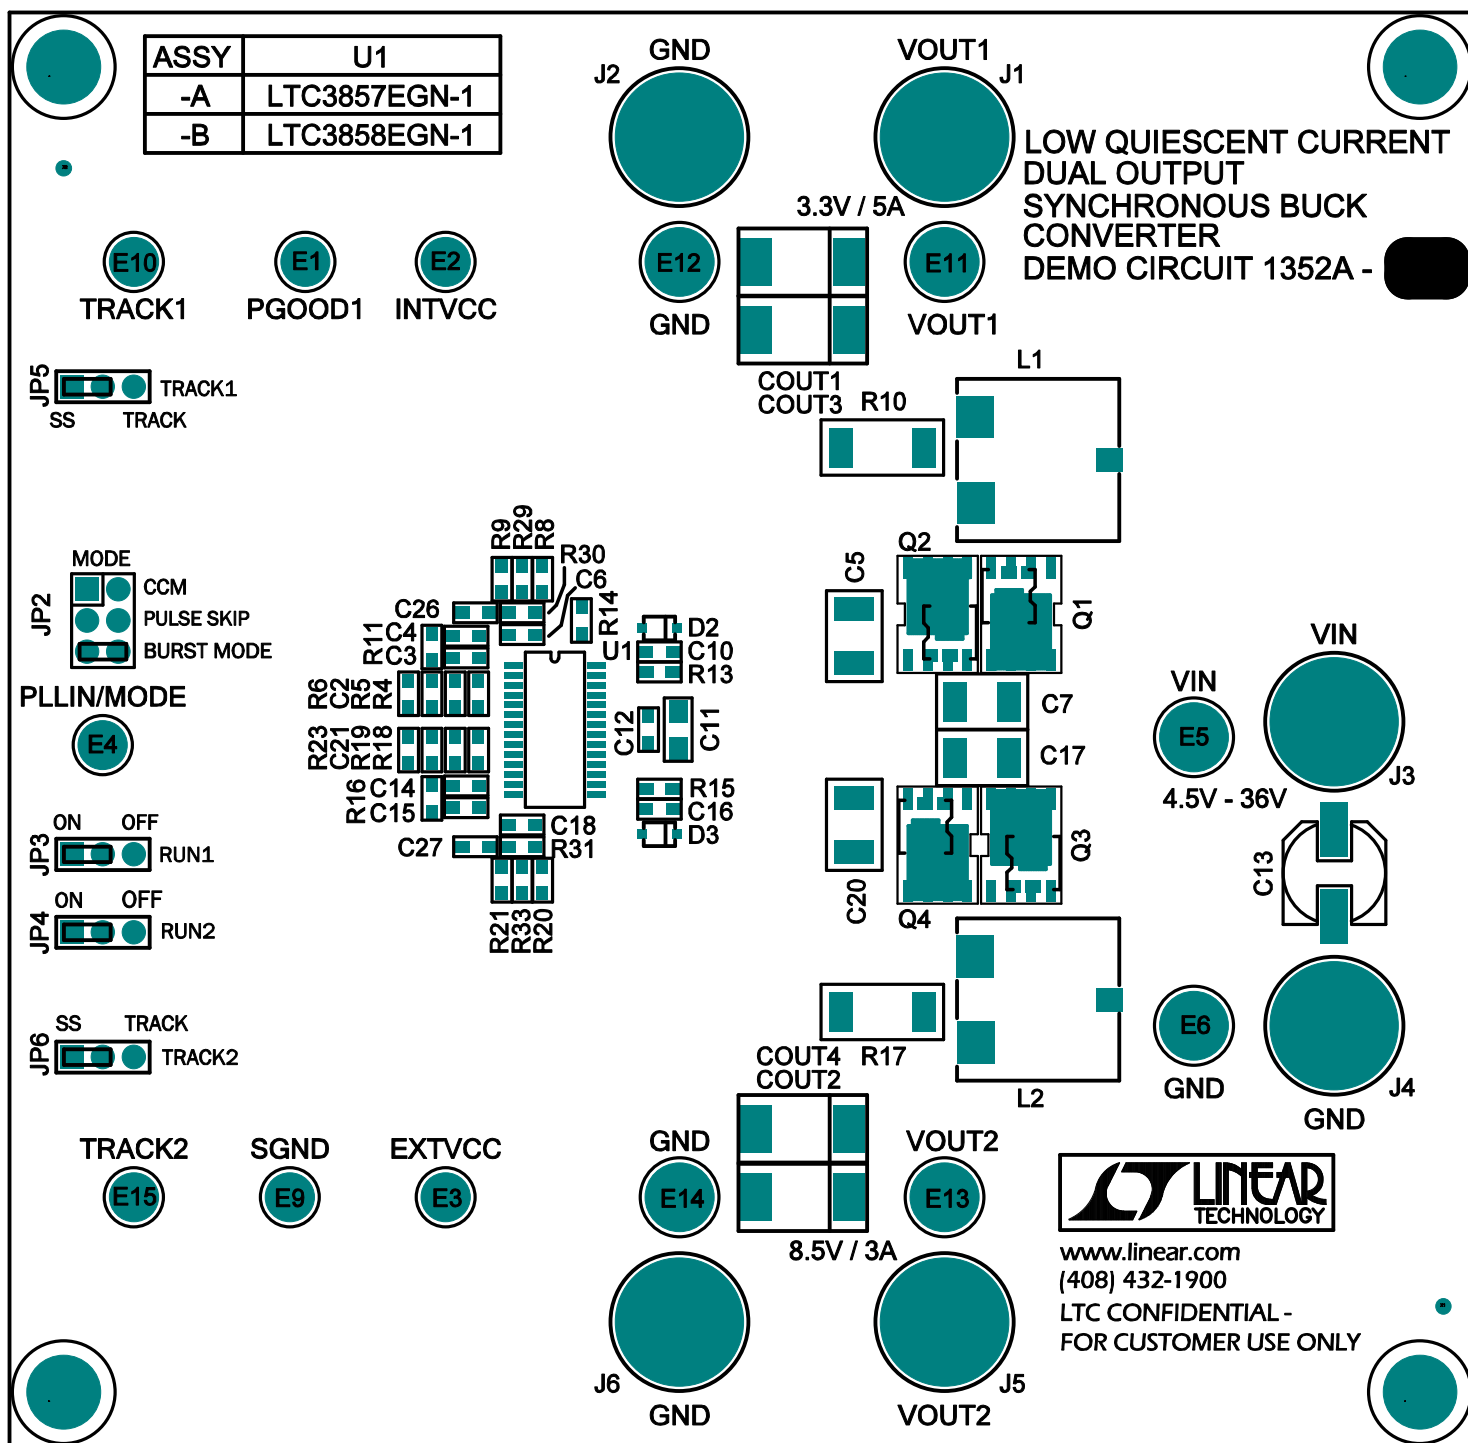 ASSY U1
-A LTC3857EGN-1
-B LTC3858EGN-1
GND
J2
VOUT1
J1
LOW QUIESCENT CURRENT
DUAL OUTPUT
SYNCHRONOUS BUCK
CONVERTER
DEMO CIRCUIT 1352A -
3.3V / 5A
E10
TRACK1
E1
PGOOD1
E2
INTVCC
E12
GND
E11
VOUT1
COUT1
COUT3
R10
L1
JP5
TRACK1
SS TRACK
MODE
JP2
CCM
PULSE SKIP
BURST MODE
PLLIN/MODE
E4
R9
R29
R8
R30
C6
C26
R14
R11
C4
C3
U1
D2
C10
R13
R6
C2
R5
R4
C12
C11
R23
C21
R19
R18
R16
C14
C15
R15
C16
D3
C27
C18
R31
R21
R33
R20
C5
Q2
Q1
C7
C17
C20
Q4
Q3
VIN
E5
VIN
J3
4.5V - 36V
C13
ON OFF
JP3
RUN1
ON OFF
JP4
RUN2
SS TRACK
JP6
TRACK2
R17
COUT4
COUT2
L2
E6
GND
J4
GND
TRACK2
E15
SGND
E9
EXTVCC
E3
GND
E14
VOUT2
E13
8.5V / 3A
J6
GND
J5
VOUT2
LINEAR
TECHNOLOGY
www.linear.com
(408) 432-1900
LTC CONFIDENTIAL -
FOR CUSTOMER USE ONLY